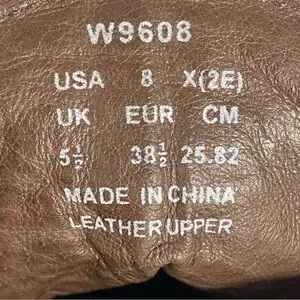 W9608
USA 8 X(2E)
UK EUR CM
5½ 38½ 25.82
MADE IN CHINA
LEATHER UPPER